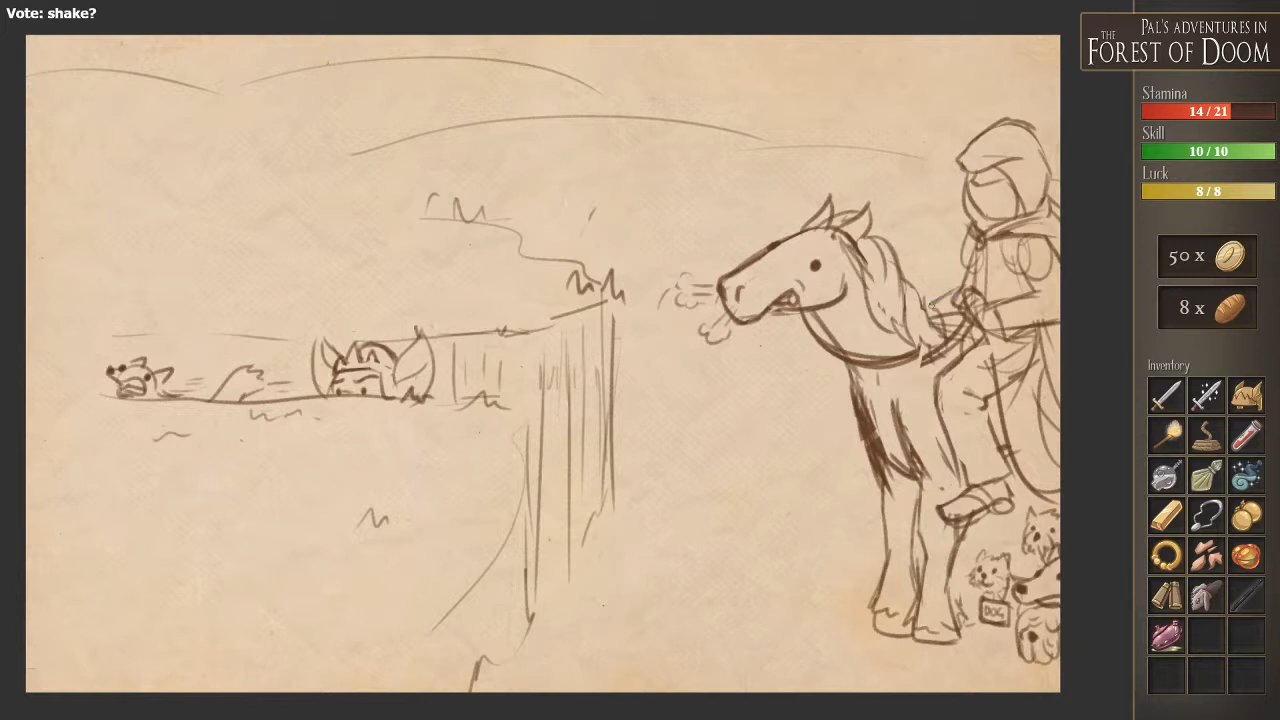 Vote: shake?
PAL'S ADVENTURES IN
THE
FOREST OF DOOM
Stamina
14 / 21
Skill
10 / 10
Luck
8 / 8
50 x
8 x
Inventory
DOG